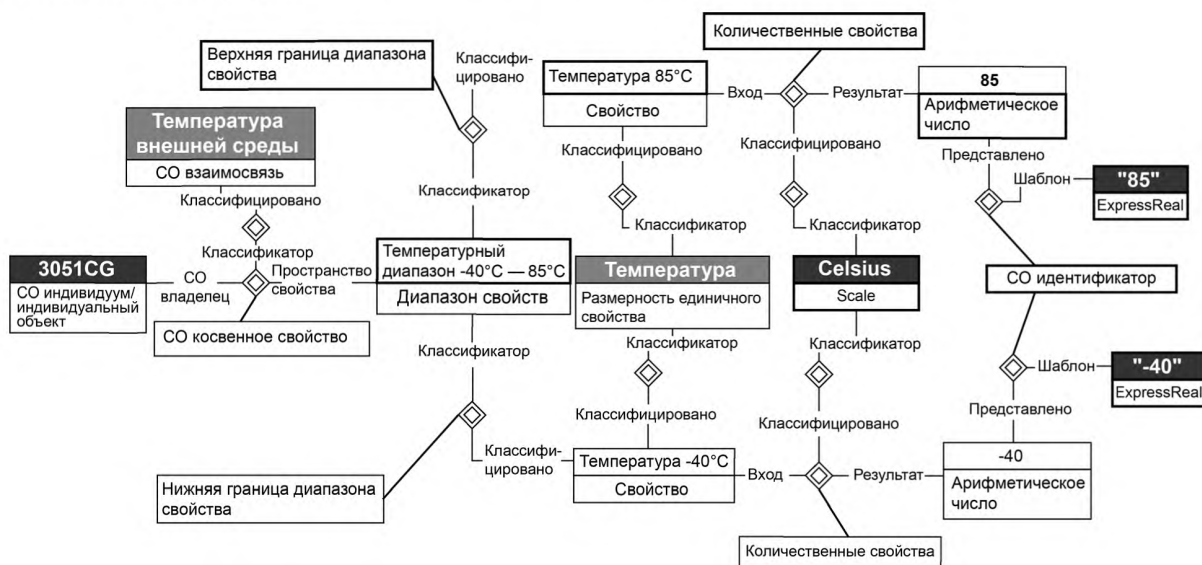 Количественные свойства
Верхняя граница диапазона
свойства
Классифи-
цировано
Температура 85°C
Свойство
Вход
Результат
85
Арифметическое
число
Температура
внешней среды
СО взаимосвязь
Классифицировано
Классифицировано
Представлено
Шаблон
"85"
ExpressReal
Классифицировано
Классификатор
Классификатор
Классификатор
Классификатор
3051CG
СО индивидуум/
индивидуальный
объект
СО
владелец
Пространство
свойства
Температурный
диапазон -40°C — 85°C
Диапазон свойств
Температура
Размерность единичного
свойства
Celsius
Scale
СО идентификатор
СО косвенное свойство
Классификатор
Классификатор
Классификатор
Шаблон
"-40"
ExpressReal
Классифицировано
Классифицировано
Представлено
Классифи-
цировано
Температура -40°C
Свойство
Вход
Результат
-40
Арифметическое
число
Нижняя граница диапазона
свойства
Количественные свойства